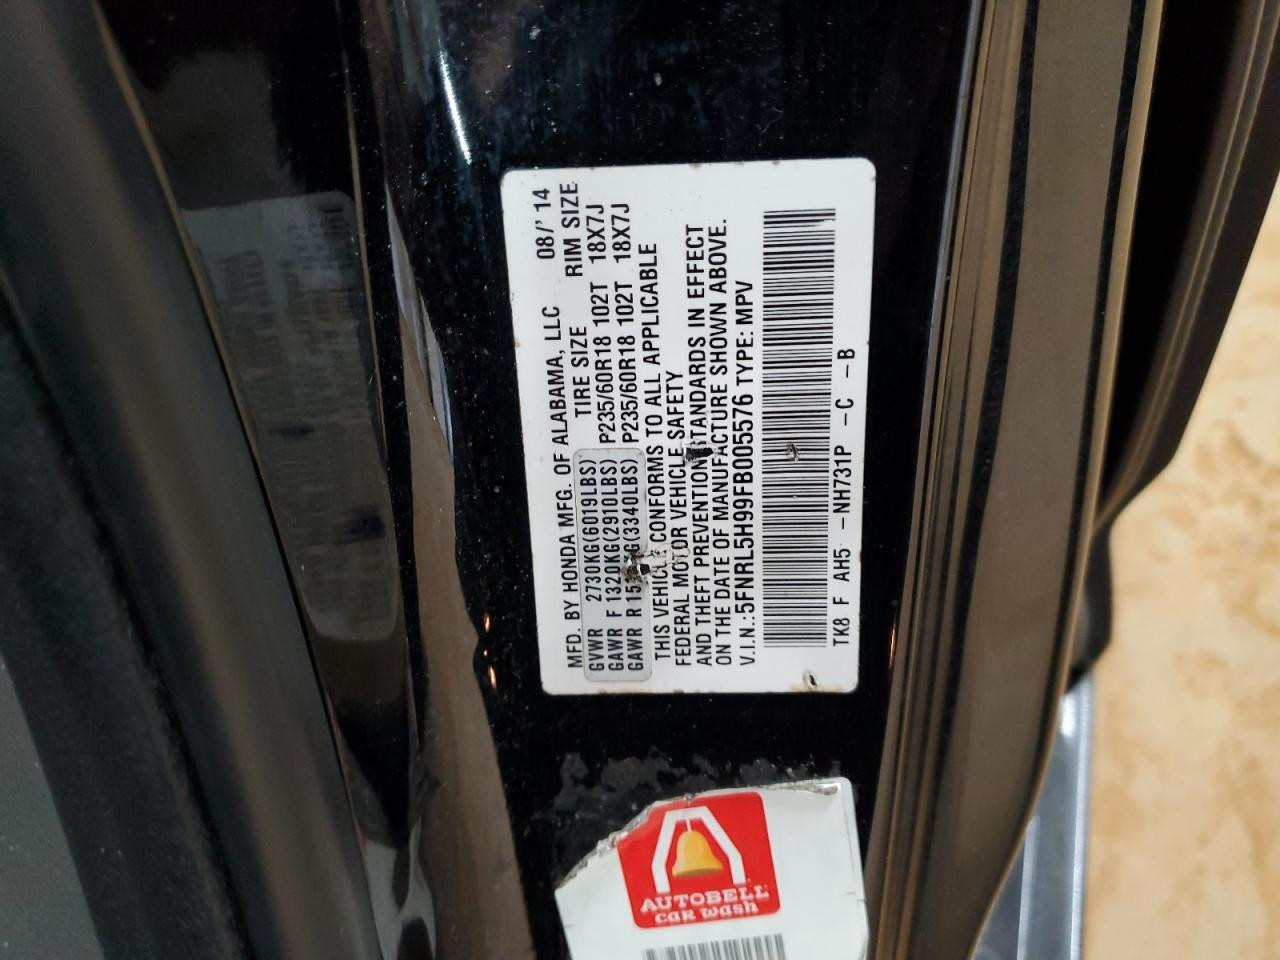 MFD. BY HONDA MFG. OF ALABAMA, LLC 08/'14
TIRE SIZE RIM SIZE
GVWR 2730KG(6019LBS)
GAWR F 1320KG(2910LBS) P235/60R18 102T 18X7J
GAWR R (3340LBS) P235/60R18 102T 18X7J
THIS VEHICLE CONFORMS TO ALL APPLICABLE
FEDERAL MOTOR VEHICLE SAFETY
AND THEFT PREVENTION STANDARDS IN EFFECT
ON THE DATE OF MANUFACTURE SHOWN ABOVE.
V.I.N.:5FNRL5H99FB005576 TYPE: MPV
TK8 F AH5 -NH731P -C -B
AUTOBELL
car wash